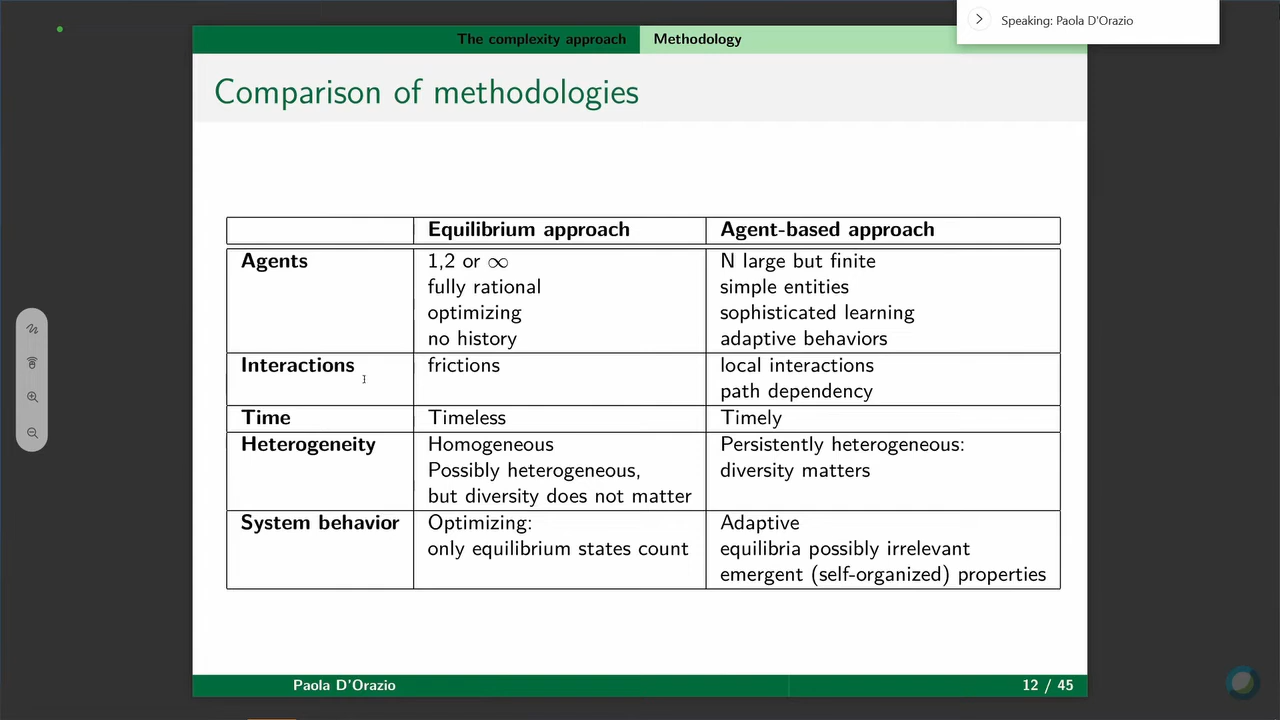 Speaking: Paola D'Orazio
The complexity approach Methodology
Comparison of methodologies
Equilibrium approach Agent-based approach
Agents 1,2 or ∞ N large but finite
fully rational simple entities
optimizing sophisticated learning
no history adaptive behaviors
Interactions frictions local interactions
path dependency
Time Timeless Timely
Heterogeneity Homogeneous Persistently heterogeneous:
Possibly heterogeneous, diversity matters
but diversity does not matter
System behavior Optimizing: Adaptive
only equilibrium states count equilibria possibly irrelevant
emergent (self-organized) properties
Paola D'Orazio 12 / 45